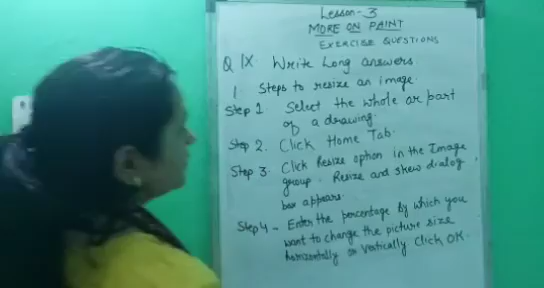 Lesson - 3
MORE ON PAINT
EXERCISE QUESTIONS
Q IX. Write Long answers
1. Steps to resize an image.
Step 1. Select the whole or part
of a drawing.
Step 2. Click Home Tab.
Step 3. Click Resize option in the Image
group. Resize and skew dialog
box appears.
Step 4 - Enter the percentage by which you
want to change the picture size
horizontally or vertically Click OK.